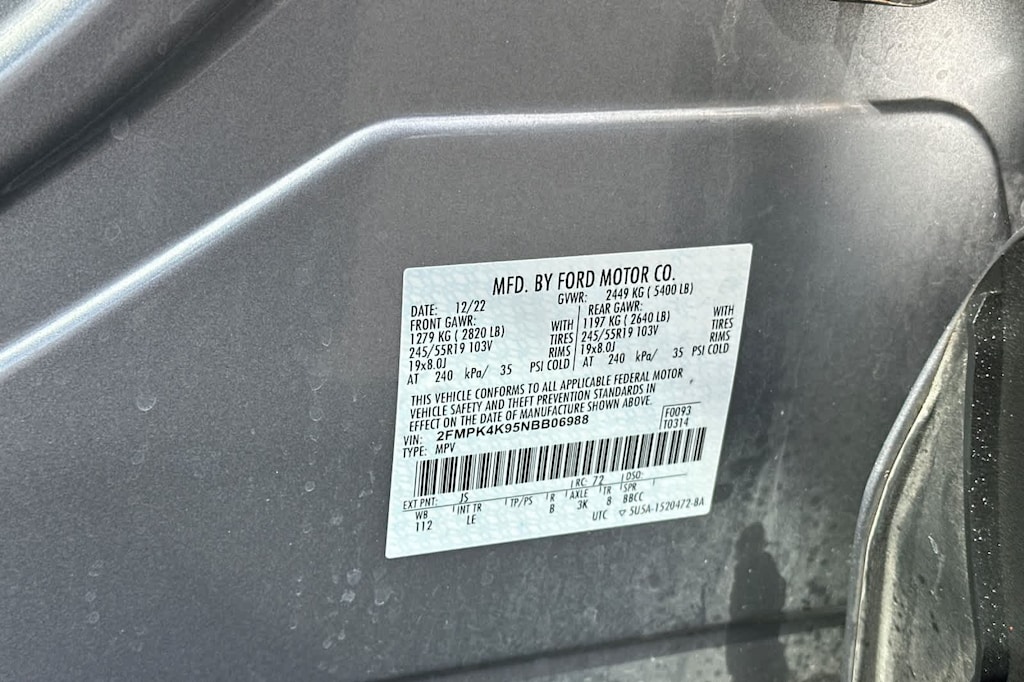 MFD. BY FORD MOTOR CO.
DATE: 12/22 GVWR: 2449 KG ( 5400 LB)
FRONT GAWR: REAR GAWR:
1279 KG ( 2820 LB) WITH 1197 KG ( 2640 LB) WITH
245/55R19 103V TIRES 245/55R19 103V TIRES
19x8.0J RIMS 19x8.0J RIMS
AT 240 kPa/ 35 PSI COLD AT 240 kPa/ 35 PSI COLD
THIS VEHICLE CONFORMS TO ALL APPLICABLE FEDERAL MOTOR
VEHICLE SAFETY AND THEFT PREVENTION STANDARDS IN
EFFECT ON THE DATE OF MANUFACTURE SHOWN ABOVE.
VIN: 2FMPK4K95NBB06988 F0093
TYPE: MPV T0314
EXT PNT: JS RC: 72 DSO:
WB INT TR TP/PS R AXLE TR SPR
112 LE B 3K 8 BBCC
UTC ▽ 5U5A-1520472-BA